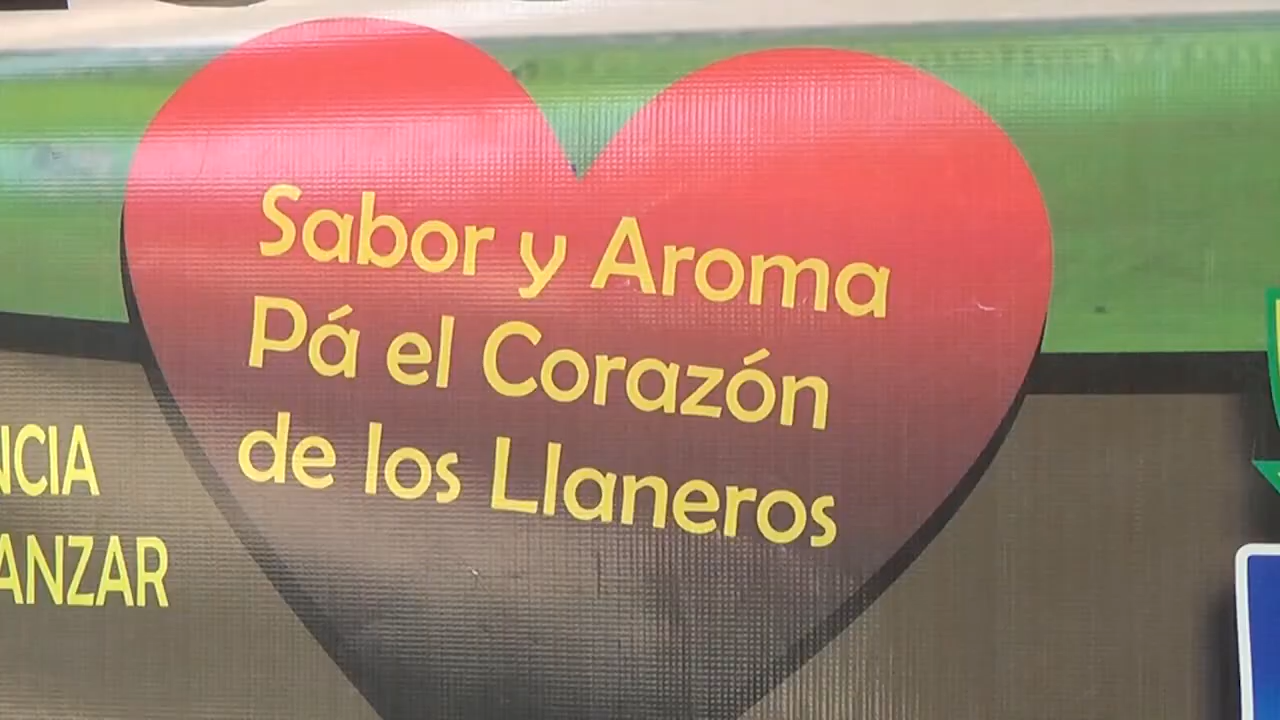 Sabor y Aroma
Pá el Corazón
de los Llaneros
NCIA
ANZAR